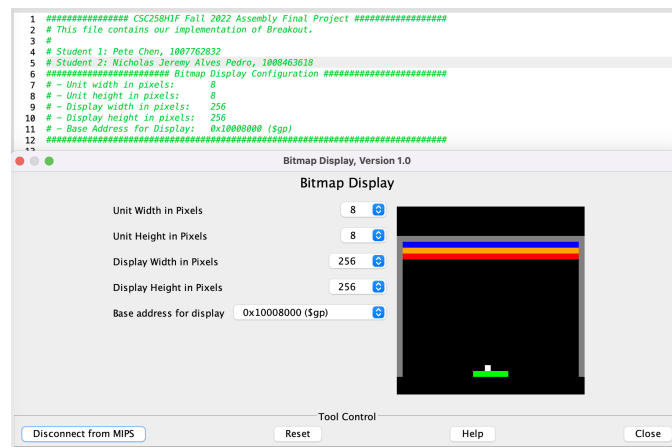 1 ################ CSC258H1F Fall 2022 Assembly Final Project ##################
2 # This file contains our implementation of Breakout.
3 #
4 # Student 1: Pete Chen, 1007762832
5 # Student 2: Nicholas Jeremy Alves Pedro, 1008463618
6 ######################## Bitmap Display Configuration ########################
7 # - Unit width in pixels: 8
8 # - Unit height in pixels: 8
9 # - Display width in pixels: 256
10 # - Display height in pixels: 256
11 # - Base Address for Display: 0x10008000 ($gp)
12 ##############################################################################
Bitmap Display, Version 1.0
Bitmap Display
Unit Width in Pixels 8
Unit Height in Pixels 8
Display Width in Pixels 256
Display Height in Pixels 256
Base address for display 0x10008000 ($gp)
Tool Control
Disconnect from MIPS Reset Help Close